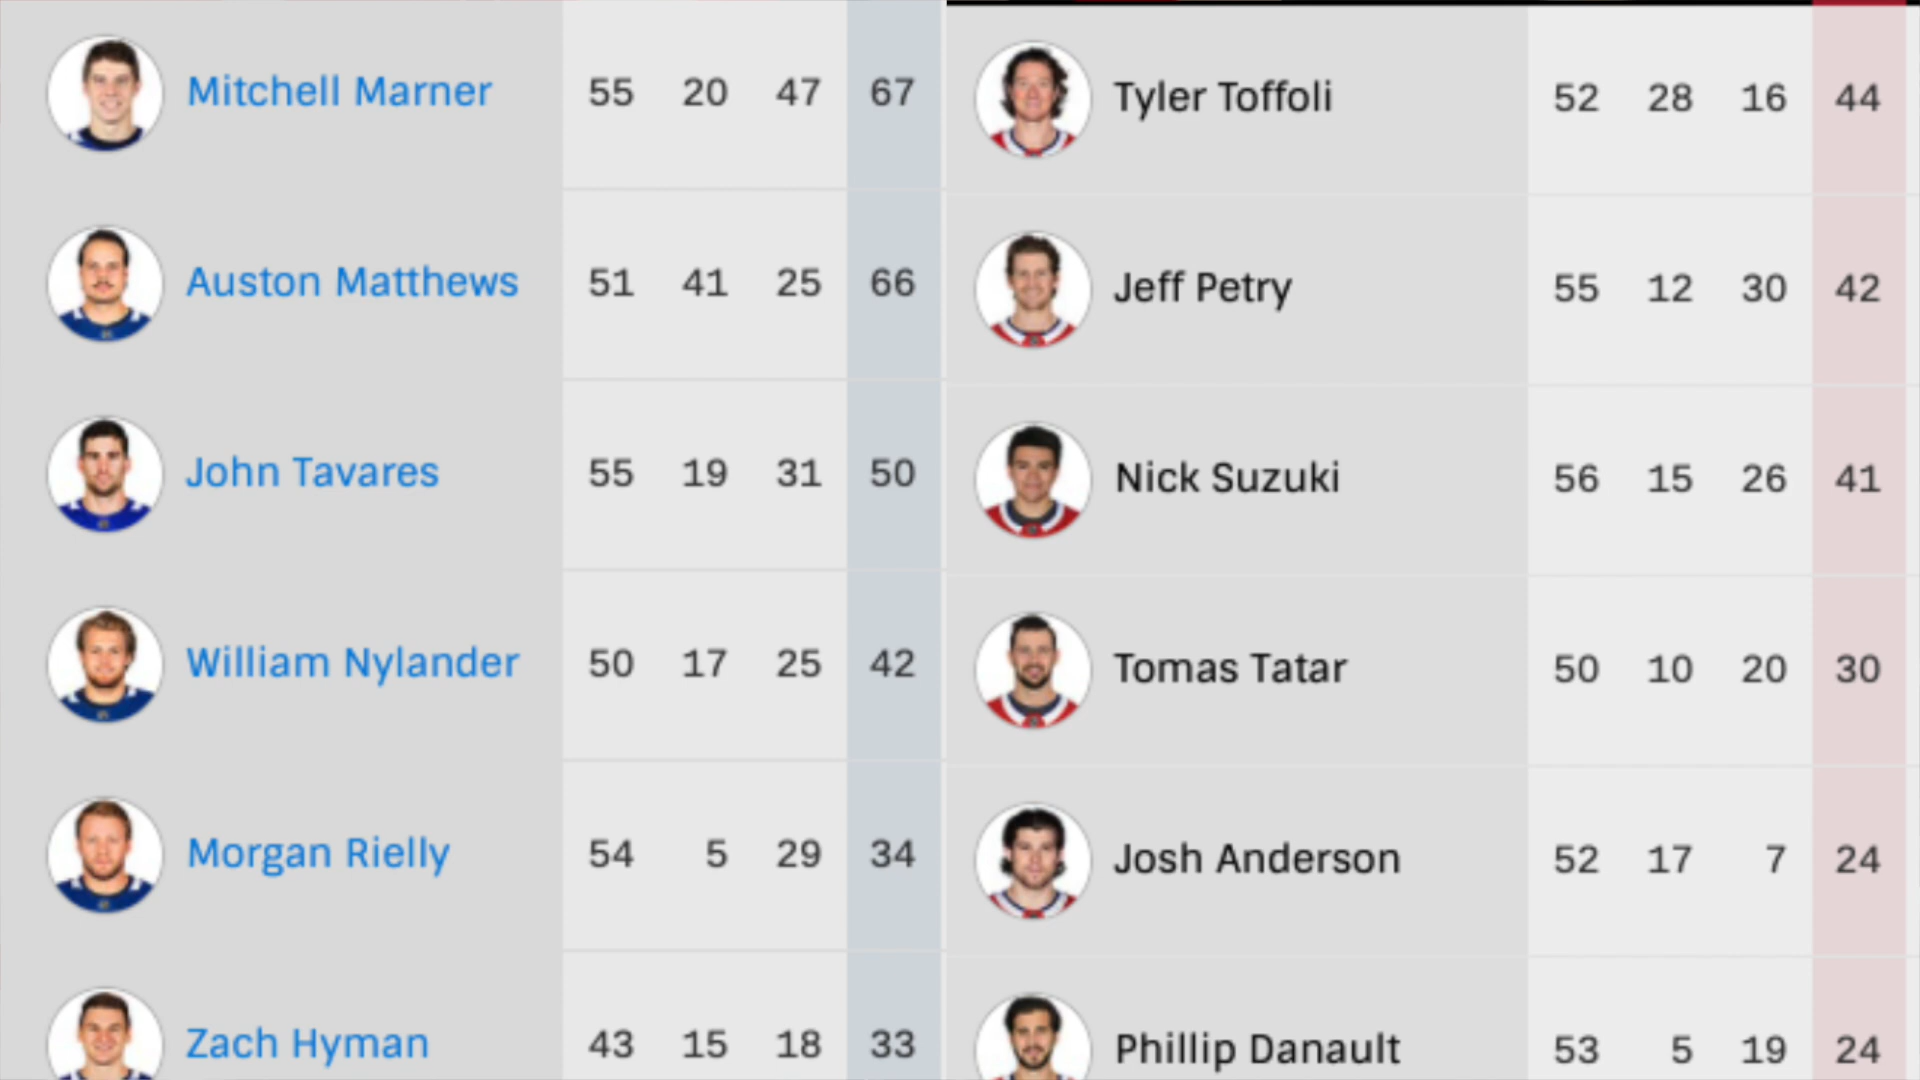 Mitchell Marner 55 20 47 67
Auston Matthews 51 41 25 66
John Tavares 55 19 31 50
William Nylander 50 17 25 42
Morgan Rielly 54 5 29 34
Zach Hyman 43 15 18 33
Tyler Toffoli 52 28 16 44
Jeff Petry 55 12 30 42
Nick Suzuki 56 15 26 41
Tomas Tatar 50 10 20 30
Josh Anderson 52 17 7 24
Phillip Danault 53 5 19 24